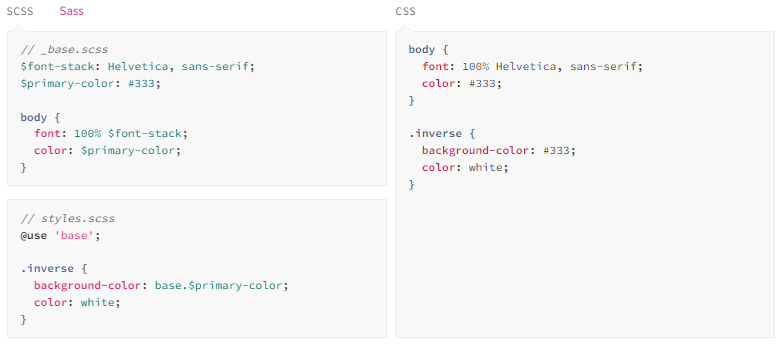 SCSS Sass
// _base.scss
$font-stack: Helvetica, sans-serif;
$primary-color: #333;
body {
  font: 100% $font-stack;
  color: $primary-color;
}
// styles.scss
@use 'base';
.inverse {
  background-color: base.$primary-color;
  color: white;
}
CSS
body {
  font: 100% Helvetica, sans-serif;
  color: #333;
}
.inverse {
  background-color: #333;
  color: white;
}